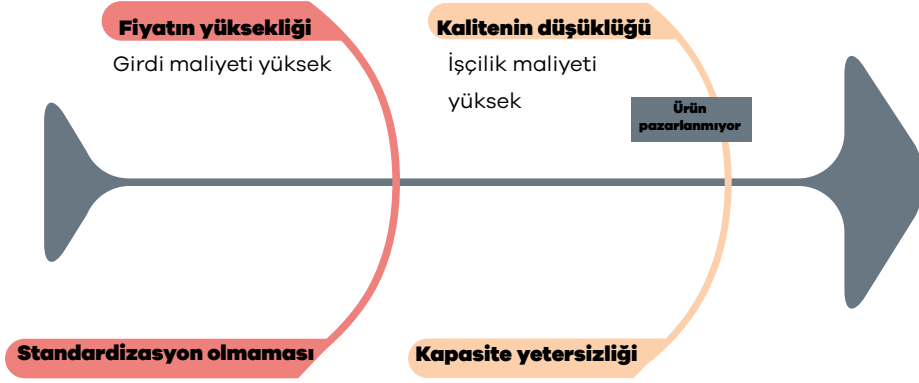 Fiyatın yüksekliği
Girdi maliyeti yüksek
Kalitenin düşüklüğü
İşçilik maliyeti
yüksek
Ürün
pazarlanmıyor
Standardizasyon olmaması
Kapasite yetersizliği